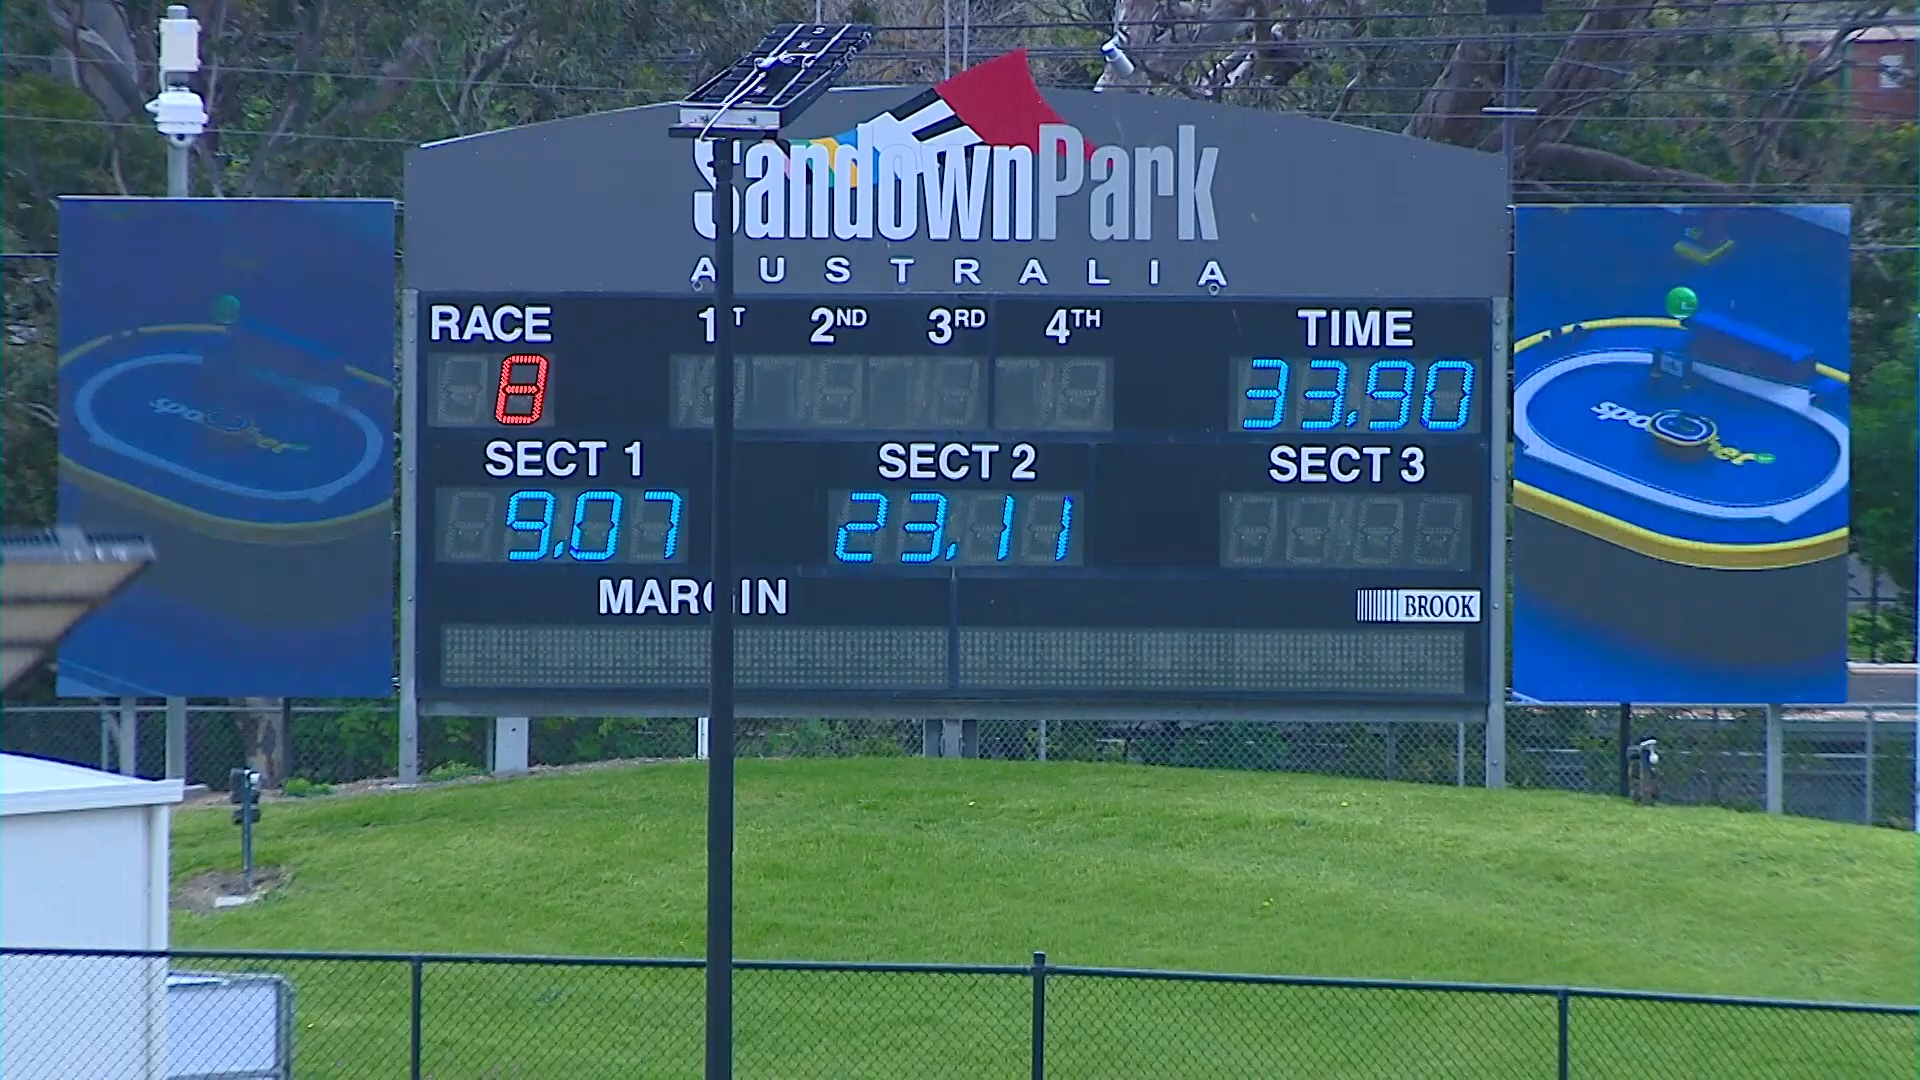 SandownPark
AUSTRALIA
RACE 1ST 2ND 3RD 4TH TIME
8 33.90
SECT 1 SECT 2 SECT 3
9.07 23.11
MARGIN
BROOK